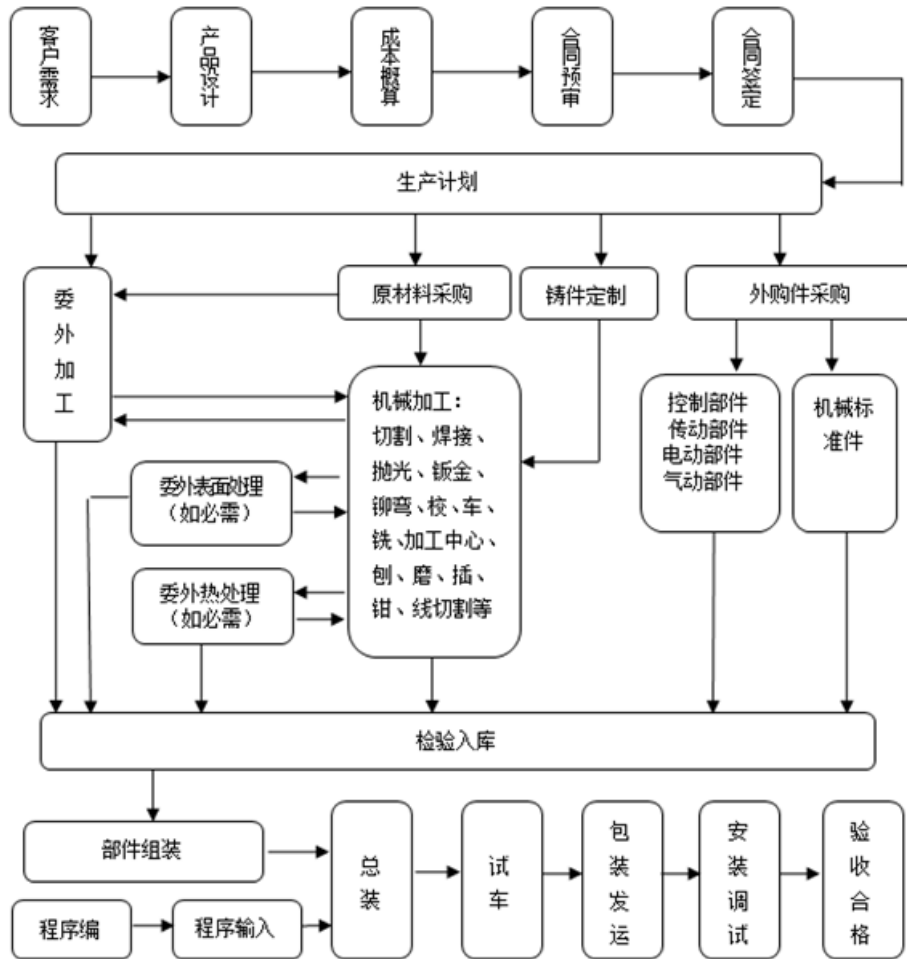 客户需求
产品设计
成本概算
合同预审
合同签定
生产计划
委外加工
原材料采购
铸件定制
外购件采购
机械加工：
切割、焊接、
抛光、钣金、
铆弯、校、车、
铣、加工中心、
刨、磨、插、
钳、线切割等
控制部件
传动部件
电动部件
气动部件
机械标
准件
委外表面处理
（如必需）
委外热处理
（如必需）
检验入库
部件组装
总装
试车
包装发运
安装调试
验收合格
程序编
程序输入